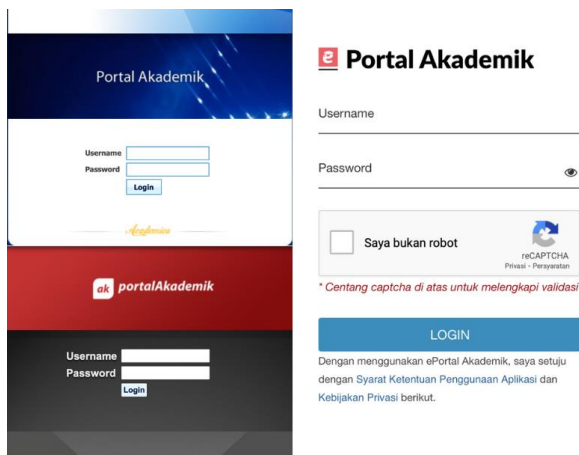 Portal Akademik
Username
Password
Login
Academica
ak portalAkademik
Username
Password
Login
e Portal Akademik
Username
Password
Saya bukan robot
reCAPTCHA
Privasi - Persyaratan
* Centang captcha di atas untuk melengkapi validasi
LOGIN
Dengan menggunakan ePortal Akademik, saya setuju
dengan Syarat Ketentuan Penggunaan Aplikasi dan
Kebijakan Privasi berikut.